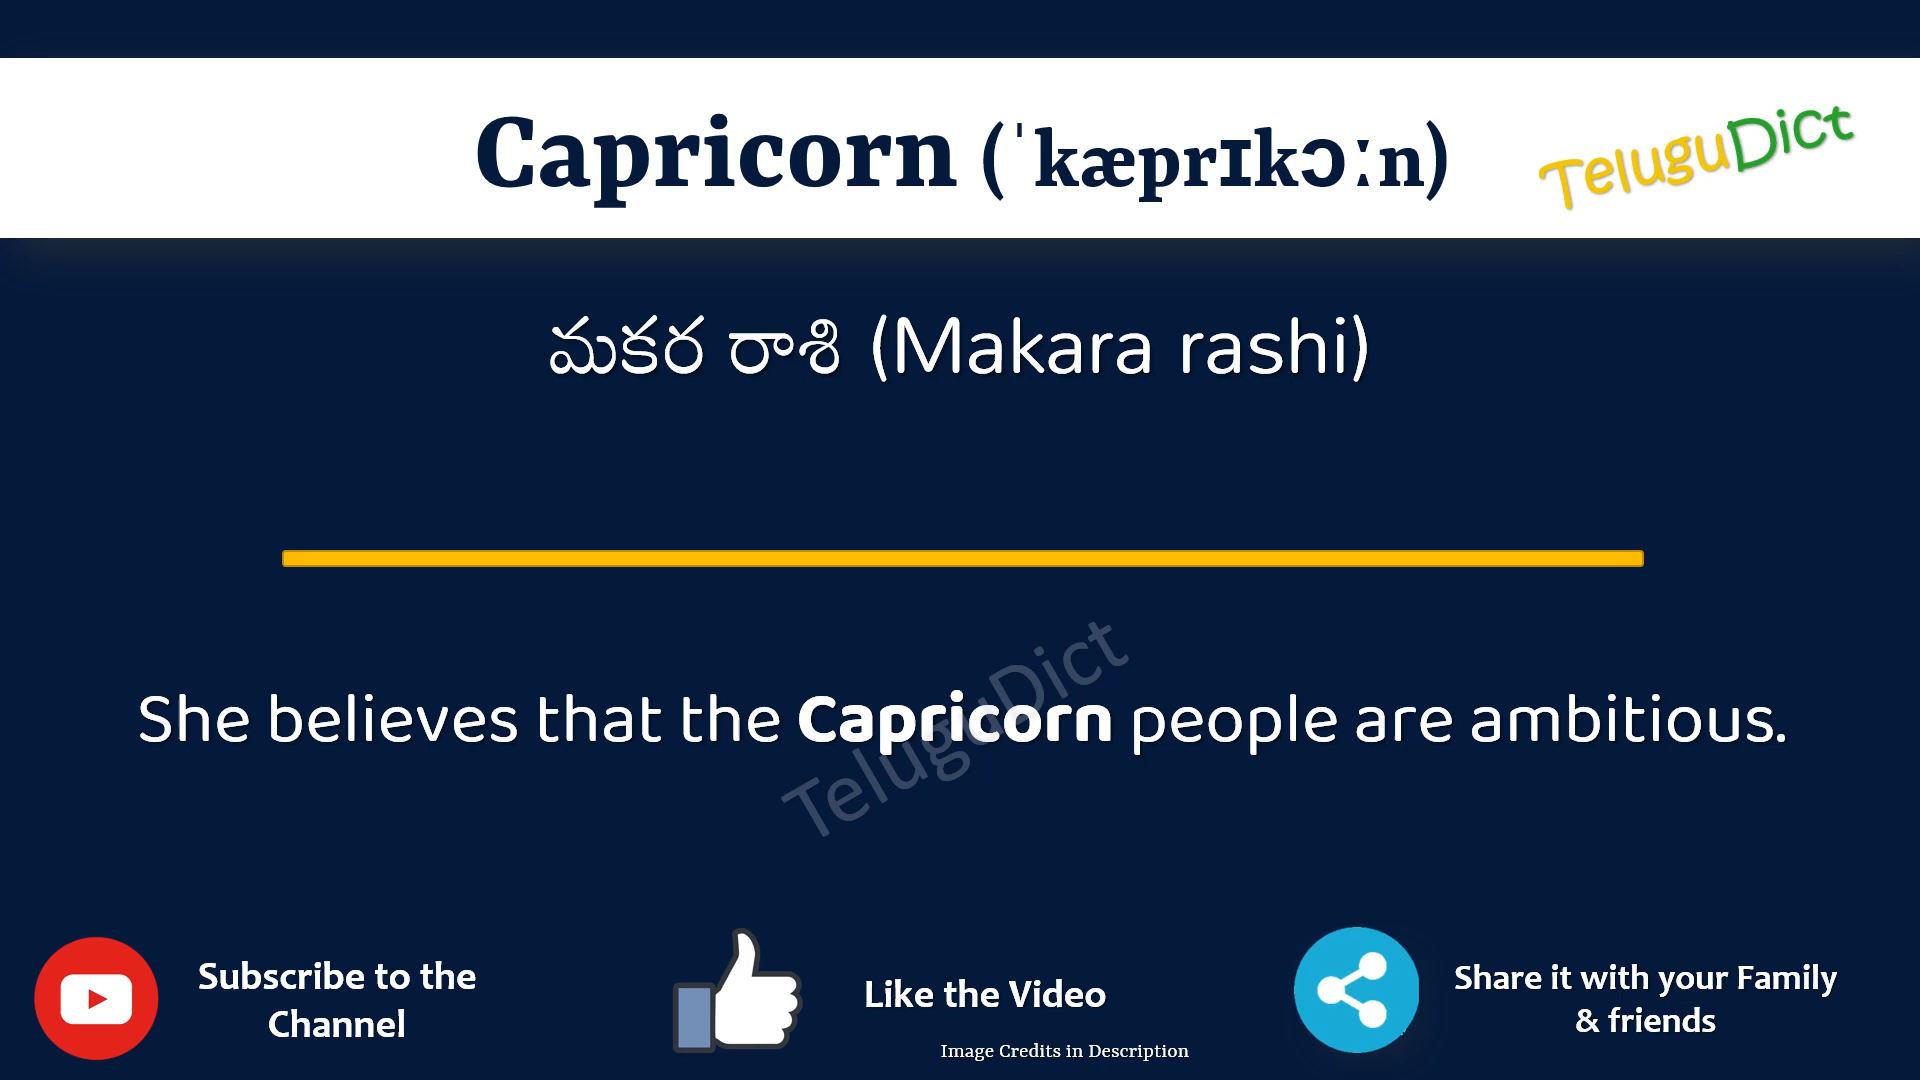 Capricorn (ˈkæprɪkɔːn)
TeluguDict
మకర రాశి (Makara rashi)
She believes that the Capricorn people are ambitious.
TeluguDict
Subscribe to the
Channel
Like the Video
Share it with your Family
& friends
Image Credits in Description